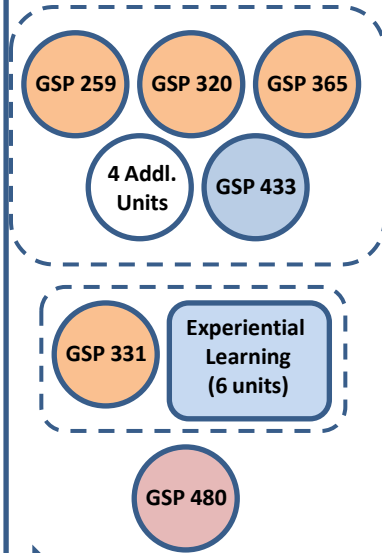 GSP 259 GSP 320 GSP 365
4 Addl.
Units
GSP 433
GSP 331
Experiential
Learning
(6 units)
GSP 480